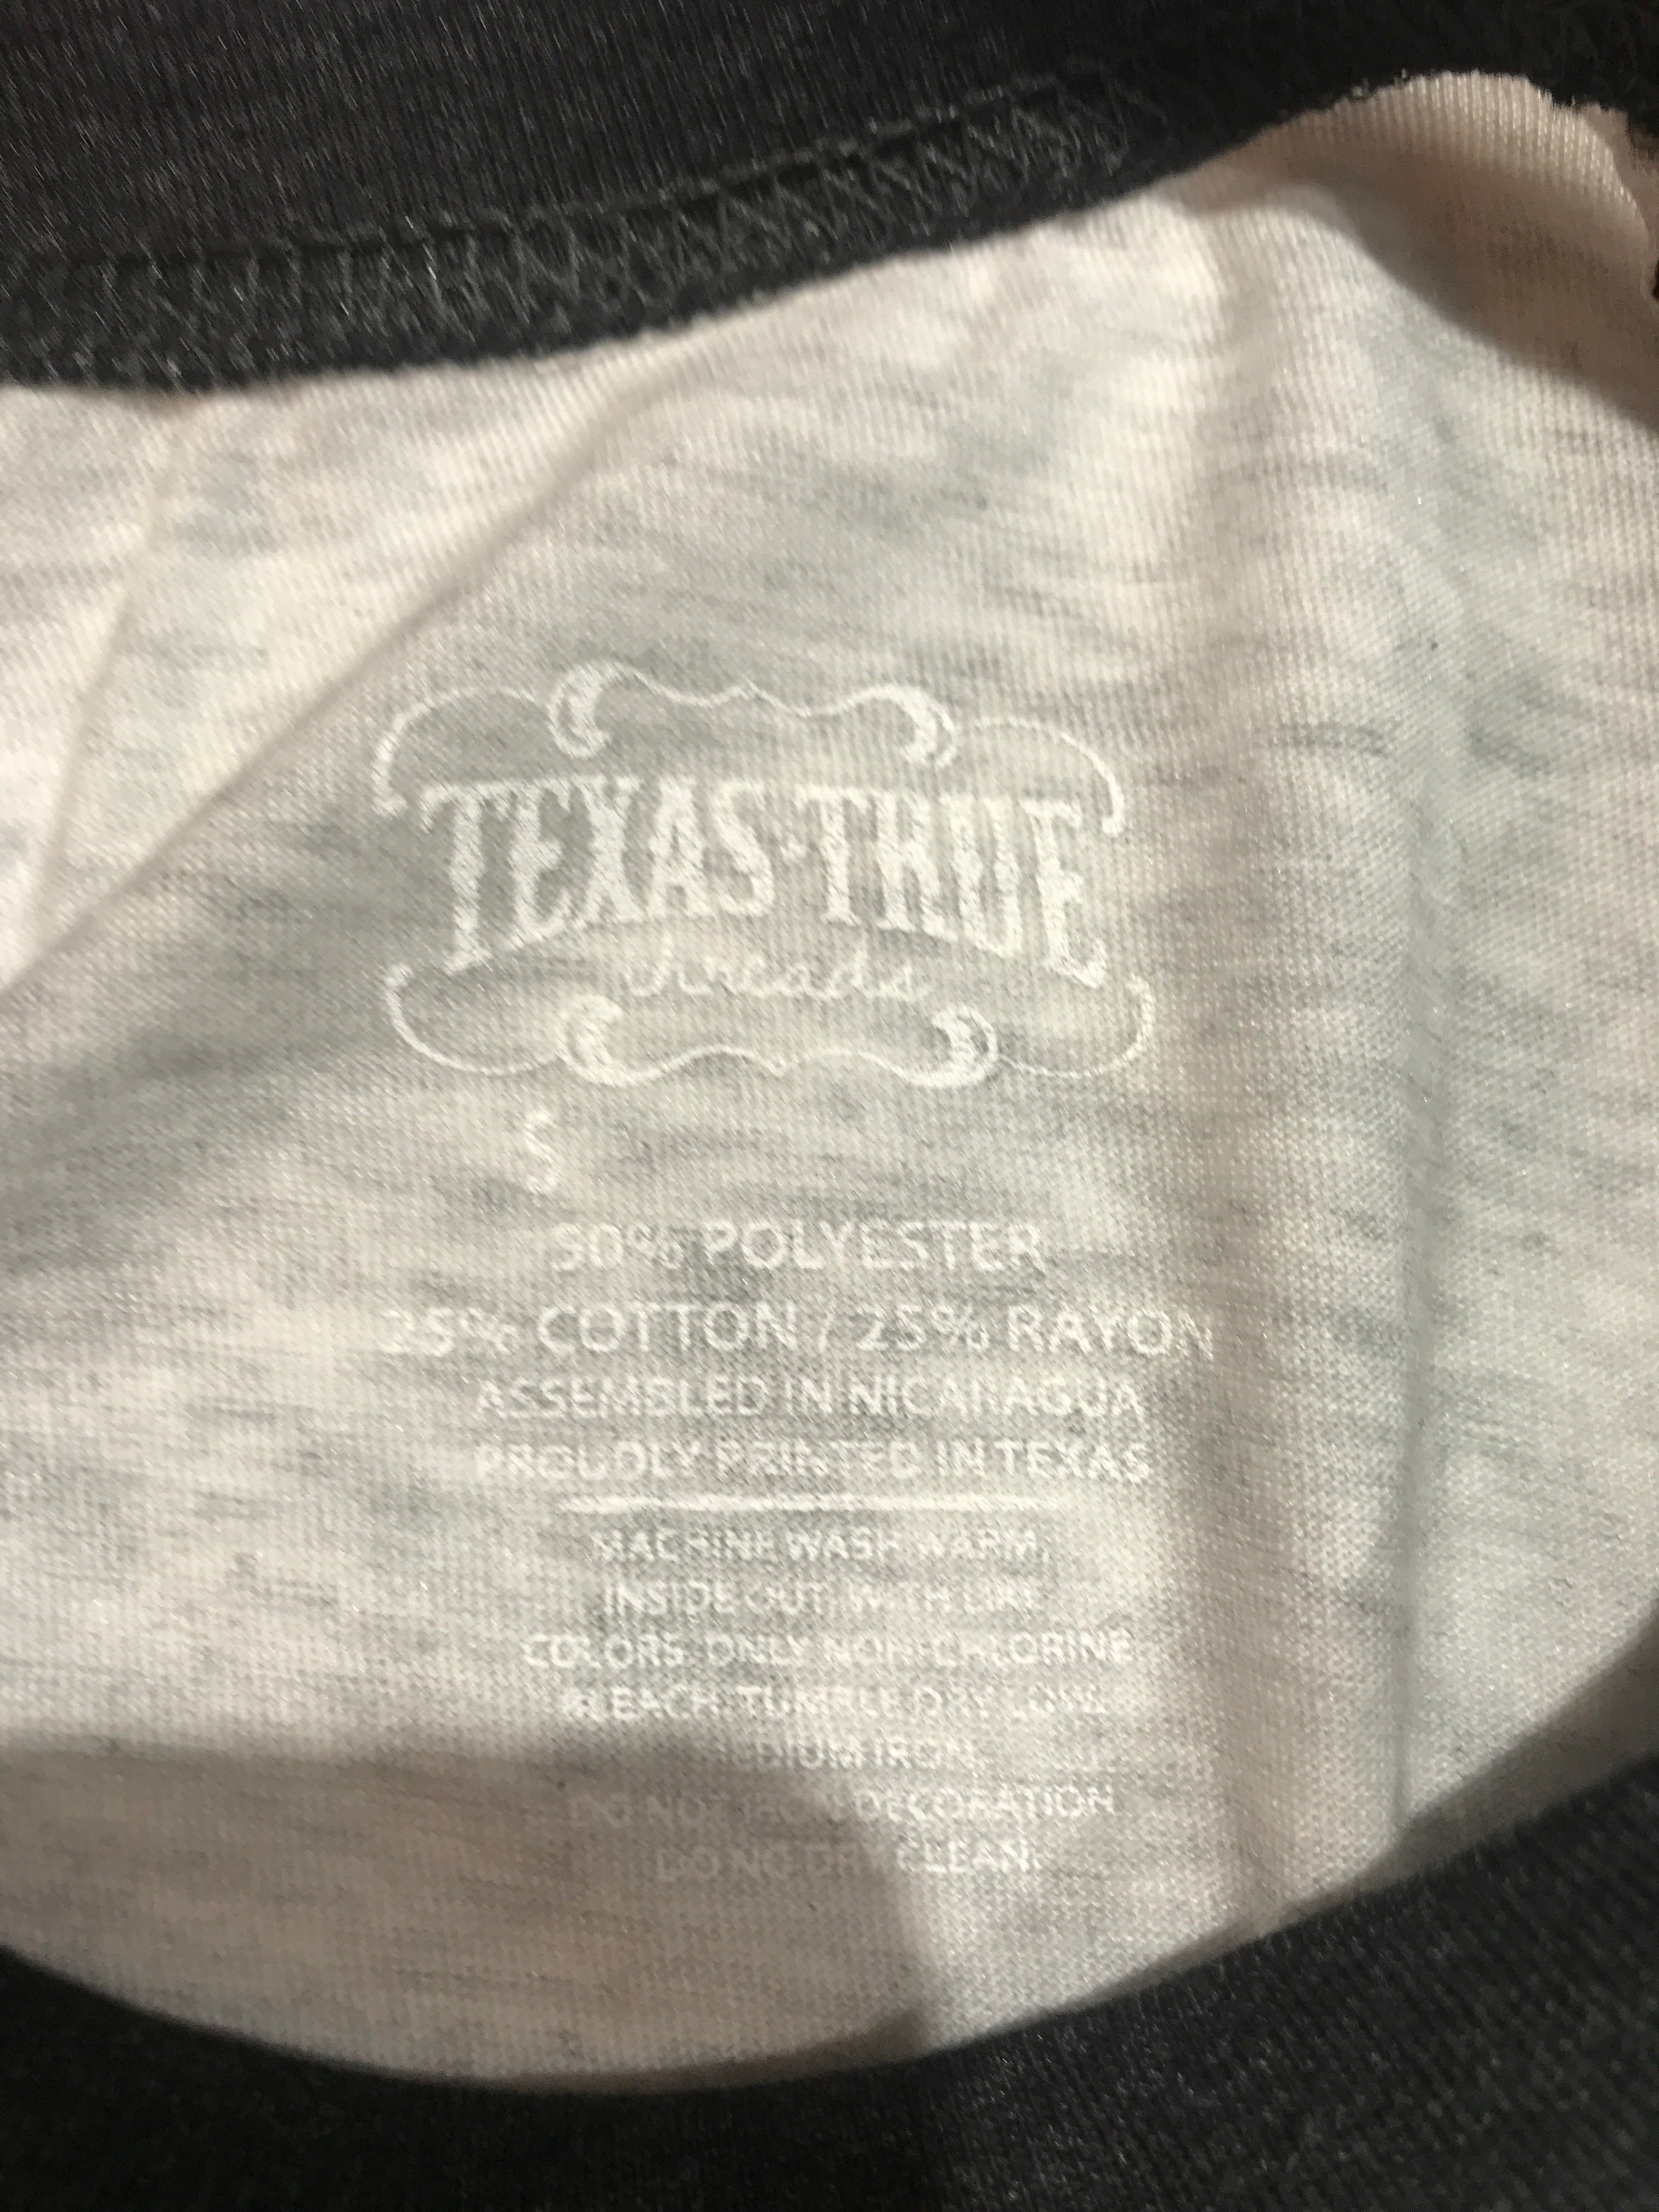 TEXAS·TRUE
threads
S
50% POLYESTER
25% COTTON / 25% RAYON
ASSEMBLED IN NICARAGUA
PROUDLY PRINTED IN TEXAS
MACHINE WASH WARM,
INSIDE OUT, WITH LIKE
COLORS. ONLY NON-CHLORINE
BLEACH. TUMBLE DRY LOW.
IRON.
DO NOT IRON DECORATION
DO NOT DRY CLEAN.